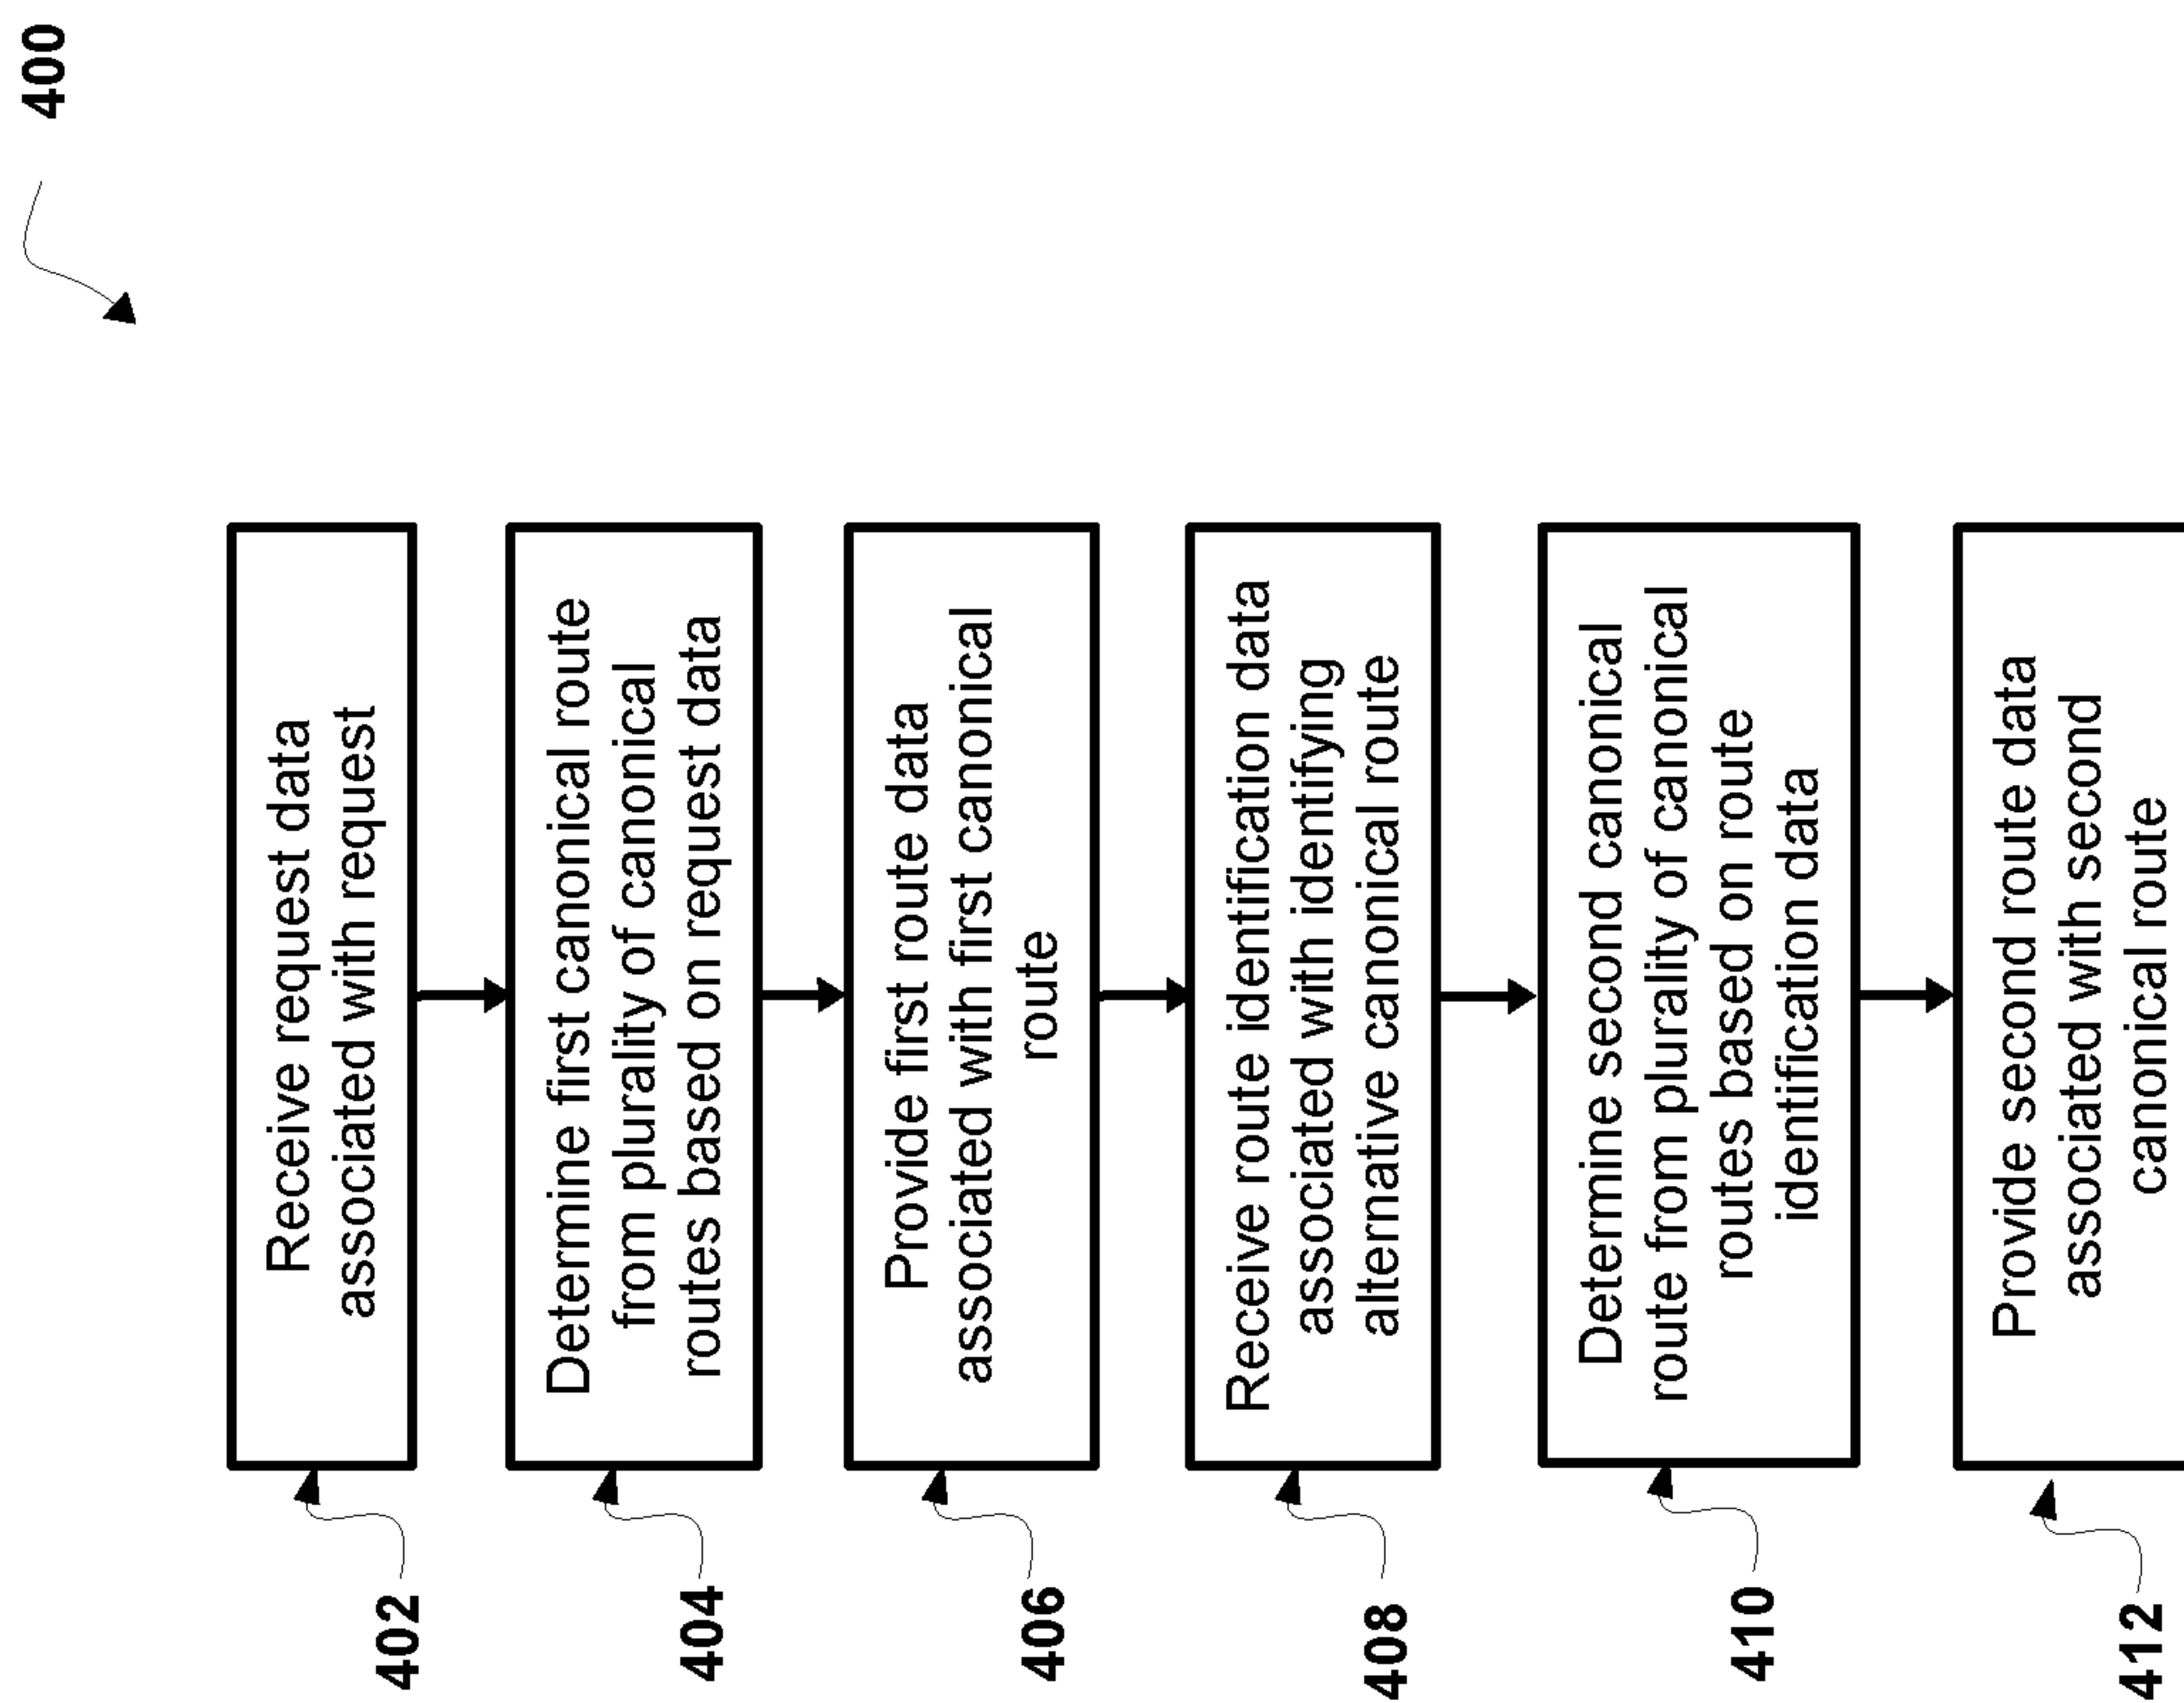 400
402
Receive request data
associated with request
404
Determine first canonical route
from plurality of canonical
routes based on request data
406
Provide first route data
associated with first canonical
route
408
Receive route identification data
associated with identifying
alternative canonical route
410
Determine second canonical
route from plurality of canonical
routes based on route
identification data
412
Provide second route data
associated with second
canonical route